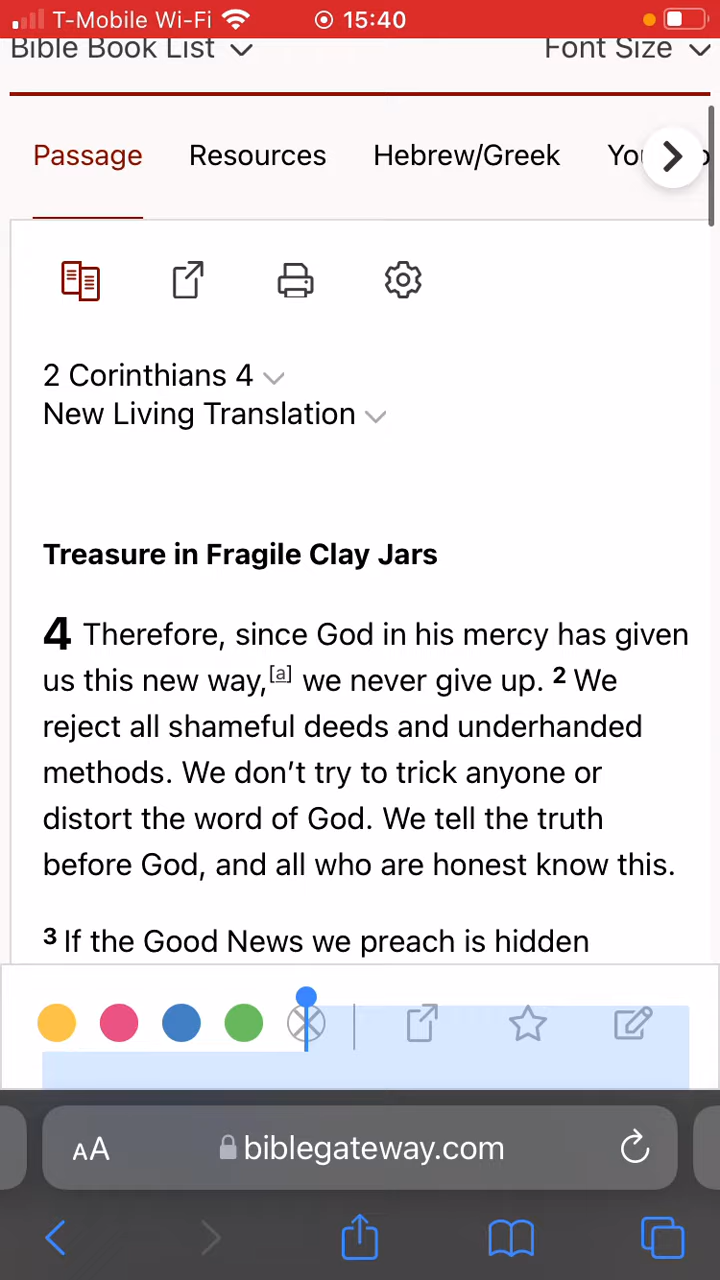 T-Mobile Wi-Fi 15:40
Bible Book List Font Size
Passage Resources Hebrew/Greek
2 Corinthians 4
New Living Translation
Treasure in Fragile Clay Jars
4 Therefore, since God in his mercy has given
us this new way,[a] we never give up. 2 We
reject all shameful deeds and underhanded
methods. We don’t try to trick anyone or
distort the word of God. We tell the truth
before God, and all who are honest know this.
3 If the Good News we preach is hidden
AA biblegateway.com